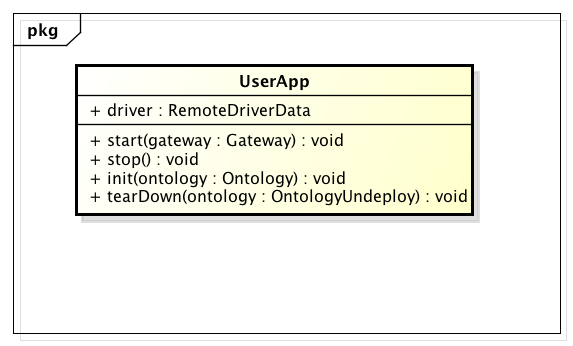 pkg
UserApp
+ driver : RemoteDriverData
+ start(gateway : Gateway) : void
+ stop() : void
+ init(ontology : Ontology) : void
+ tearDown(ontology : OntologyUndeploy) : void